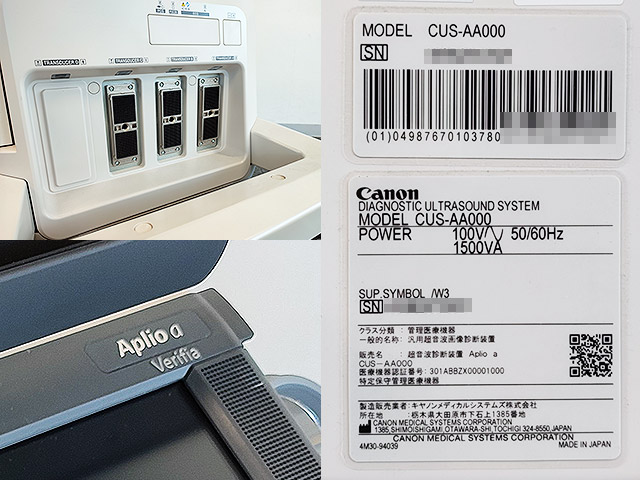 TRANSDUCER C
TRANSDUCER B
TRANSDUCER A
MODEL CUS-AA000
SN
(01)04987670103780
Canon
DIAGNOSTIC ULTRASOUND SYSTEM
MODEL CUS-AA000
POWER 100V 50/60Hz
1500VA
SUP.SYMBOL /W3
SN
クラス分類 : 管理医療機器
一般的名称: 汎用超音波画像診断装置
販売名 : 超音波診断装置 Aplio a
CUS-AA000
医療機器認証番号: 301ABBZX00001000
特定保守管理医療機器
製造販売業者: キヤノンメディカルシステムズ株式会社
所在地 :栃木県大田原市下石上1385番地
CANON MEDICAL SYSTEMS CORPORATION
1385,SHIMOISHIGAMI,OTAWARA-SHI,TOCHIGI 324-8550,JAPAN
CANON MEDICAL SYSTEMS CORPORATION
4M30-94039 MADE IN JAPAN
Aplio a
Verifia